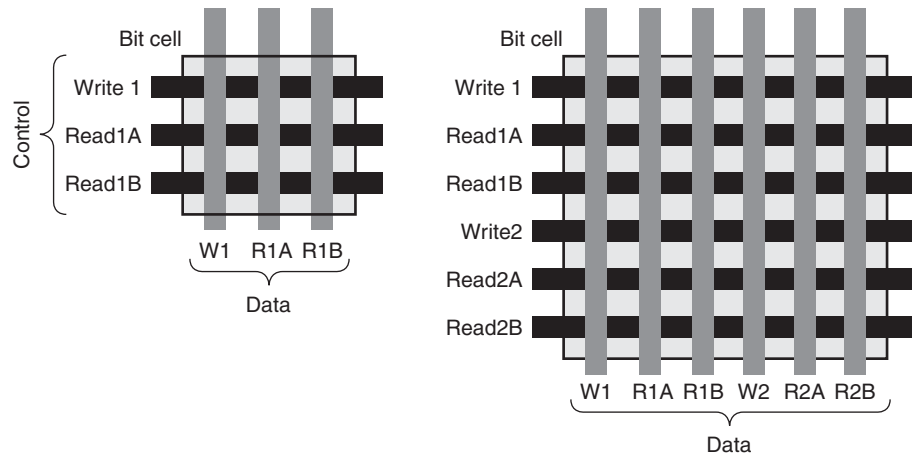 Bit cell
Write 1
Read1A
Read1B
Control
W1 R1A R1B
Data
Bit cell
Write 1
Read1A
Read1B
Write2
Read2A
Read2B
W1 R1A R1B W2 R2A R2B
Data